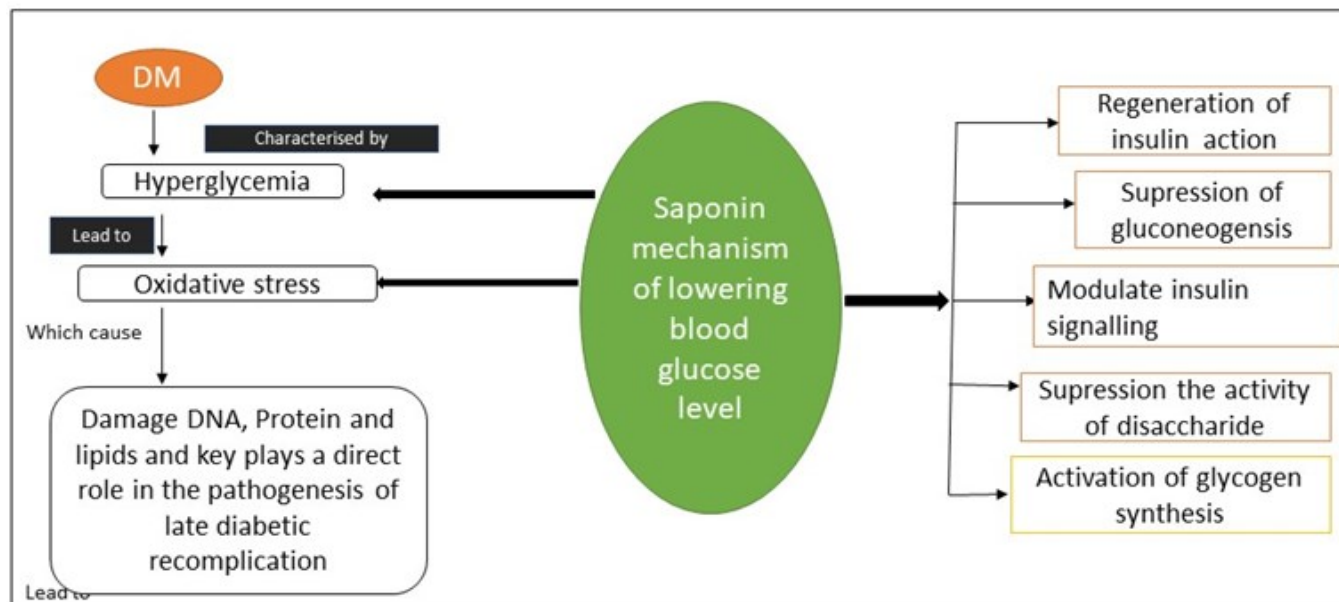 DM
Characterised by
Hyperglycemia
Lead to
Oxidative stress
Which cause
Damage DNA, Protein and
lipids and key plays a direct
role in the pathogenesis of
late diabetic
recomplication
Lead to
Saponin
mechanism
of lowering
blood
glucose
level
Regeneration of
insulin action
Supression of
gluconeogensis
Modulate insulin
signalling
Supression the activity
of disaccharide
Activation of glycogen
synthesis